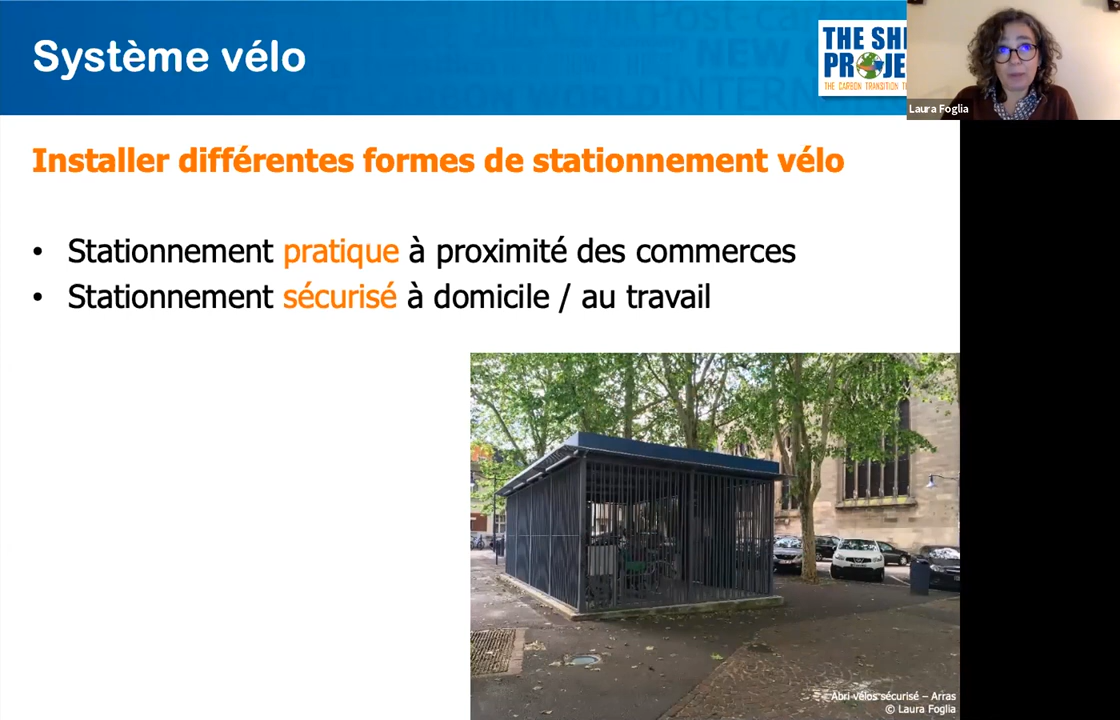 Système vélo
THE SHI
PROJE
THE CARBON TRANSITION T
Laura Foglia
Installer différentes formes de stationnement vélo
• Stationnement pratique à proximité des commerces
• Stationnement sécurisé à domicile / au travail
Abri vélos sécurisé – Arras
© Laura Foglia